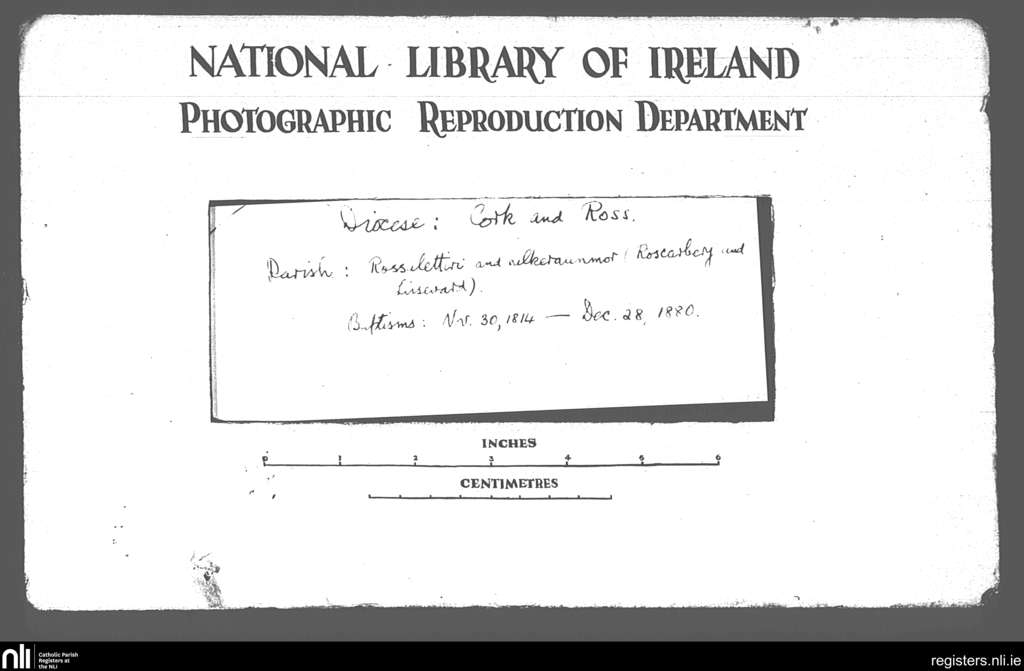 NATIONAL LIBRARY OF IRELAND
PHOTOGRAPHIC REPRODUCTION DEPARTMENT
Diocese: Cork and Ross.
Parish: Rossalettiri and Kilkeraunmor (Roscarbery and
Lissevard).
Baptisms: Nov. 30, 1814 — Dec. 28, 1880.
INCHES
0 1 2 3 4 5 6
CENTIMETRES
nli
Catholic Parish
Registers at
the NLI
registers.nli.ie